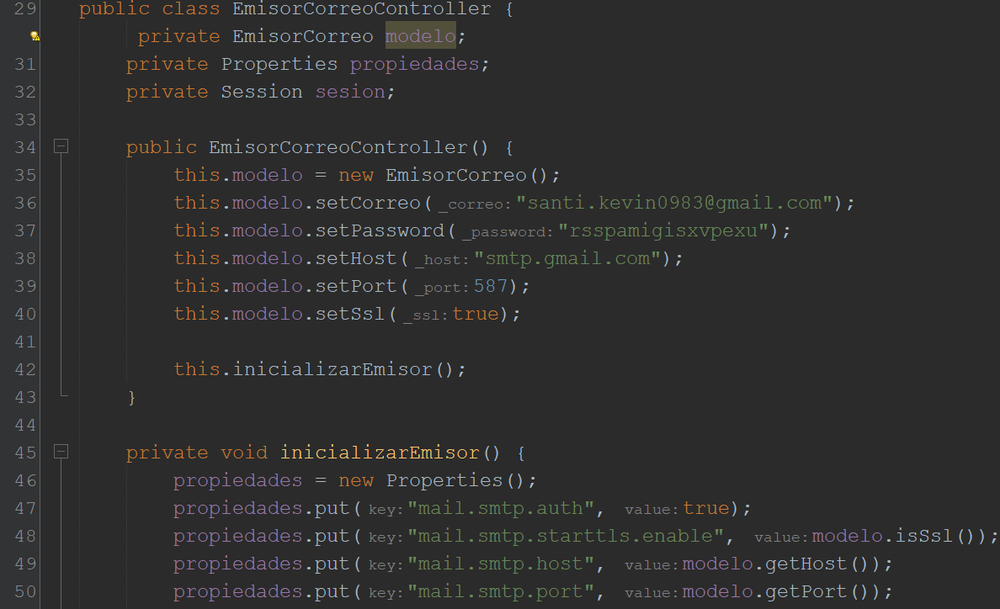 29 public class EmisorCorreoController {
private EmisorCorreo modelo;
31 private Properties propiedades;
32 private Session sesion;
33
34 public EmisorCorreoController() {
35 this.modelo = new EmisorCorreo();
36 this.modelo.setCorreo(_correo:"santi.kevin0983@gmail.com");
37 this.modelo.setPassword(_password:"rsspamigisxvpexu");
38 this.modelo.setHost(_host:"smtp.gmail.com");
39 this.modelo.setPort(_port:587);
40 this.modelo.setSsl(_ssl:true);
41
42 this.inicializarEmisor();
43 }
44
45 private void inicializarEmisor() {
46 propiedades = new Properties();
47 propiedades.put(key:"mail.smtp.auth", value:true);
48 propiedades.put(key:"mail.smtp.starttls.enable", value:modelo.isSsl());
49 propiedades.put(key:"mail.smtp.host", value:modelo.getHost());
50 propiedades.put(key:"mail.smtp.port", value:modelo.getPort());